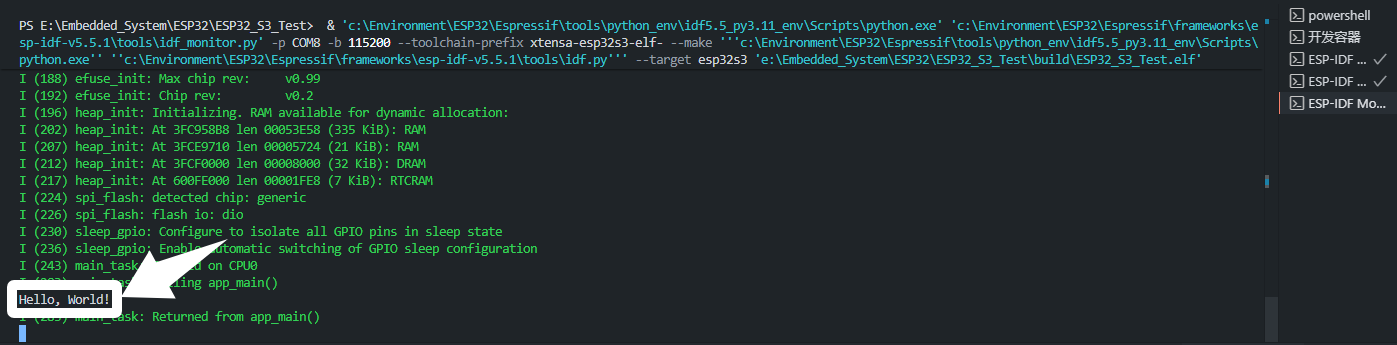 PS E:\Embedded_System\ESP32\ESP32_S3_Test>  & 'c:\Environment\ESP32\Espressif\tools\python_env\idf5.5_py3.11_env\Scripts\python.exe' 'c:\Environment\ESP32\Espressif\frameworks\e
sp-idf-v5.5.1\tools\idf_monitor.py' -p COM8 -b 115200 --toolchain-prefix xtensa-esp32s3-elf- --make '''c:\Environment\ESP32\Espressif\tools\python_env\idf5.5_py3.11_env\Scripts\
python.exe'' ''c:\Environment\ESP32\Espressif\frameworks\esp-idf-v5.5.1\tools\idf.py''' --target esp32s3 'e:\Embedded_System\ESP32\ESP32_S3_Test\build\ESP32_S3_Test.elf'
I (188) efuse_init: Max chip rev:     v0.99
I (192) efuse_init: Chip rev:         v0.2
I (196) heap_init: Initializing. RAM available for dynamic allocation:
I (202) heap_init: At 3FC958B8 len 00053E58 (335 KiB): RAM
I (207) heap_init: At 3FCE9710 len 00005724 (21 KiB): RAM
I (212) heap_init: At 3FCF0000 len 00008000 (32 KiB): DRAM
I (217) heap_init: At 600FE000 len 00001FE8 (7 KiB): RTCRAM
I (224) spi_flash: detected chip: generic
I (226) spi_flash: flash io: dio
I (230) sleep_gpio: Configure to isolate all GPIO pins in sleep state
I (236) sleep_gpio: Enable automatic switching of GPIO sleep configuration
I (243) main_task: on CPU0
app_main()
Hello, World!
main_task: Returned from app_main()
powershell
开发容器
ESP-IDF ...
ESP-IDF ...
ESP-IDF Mo...